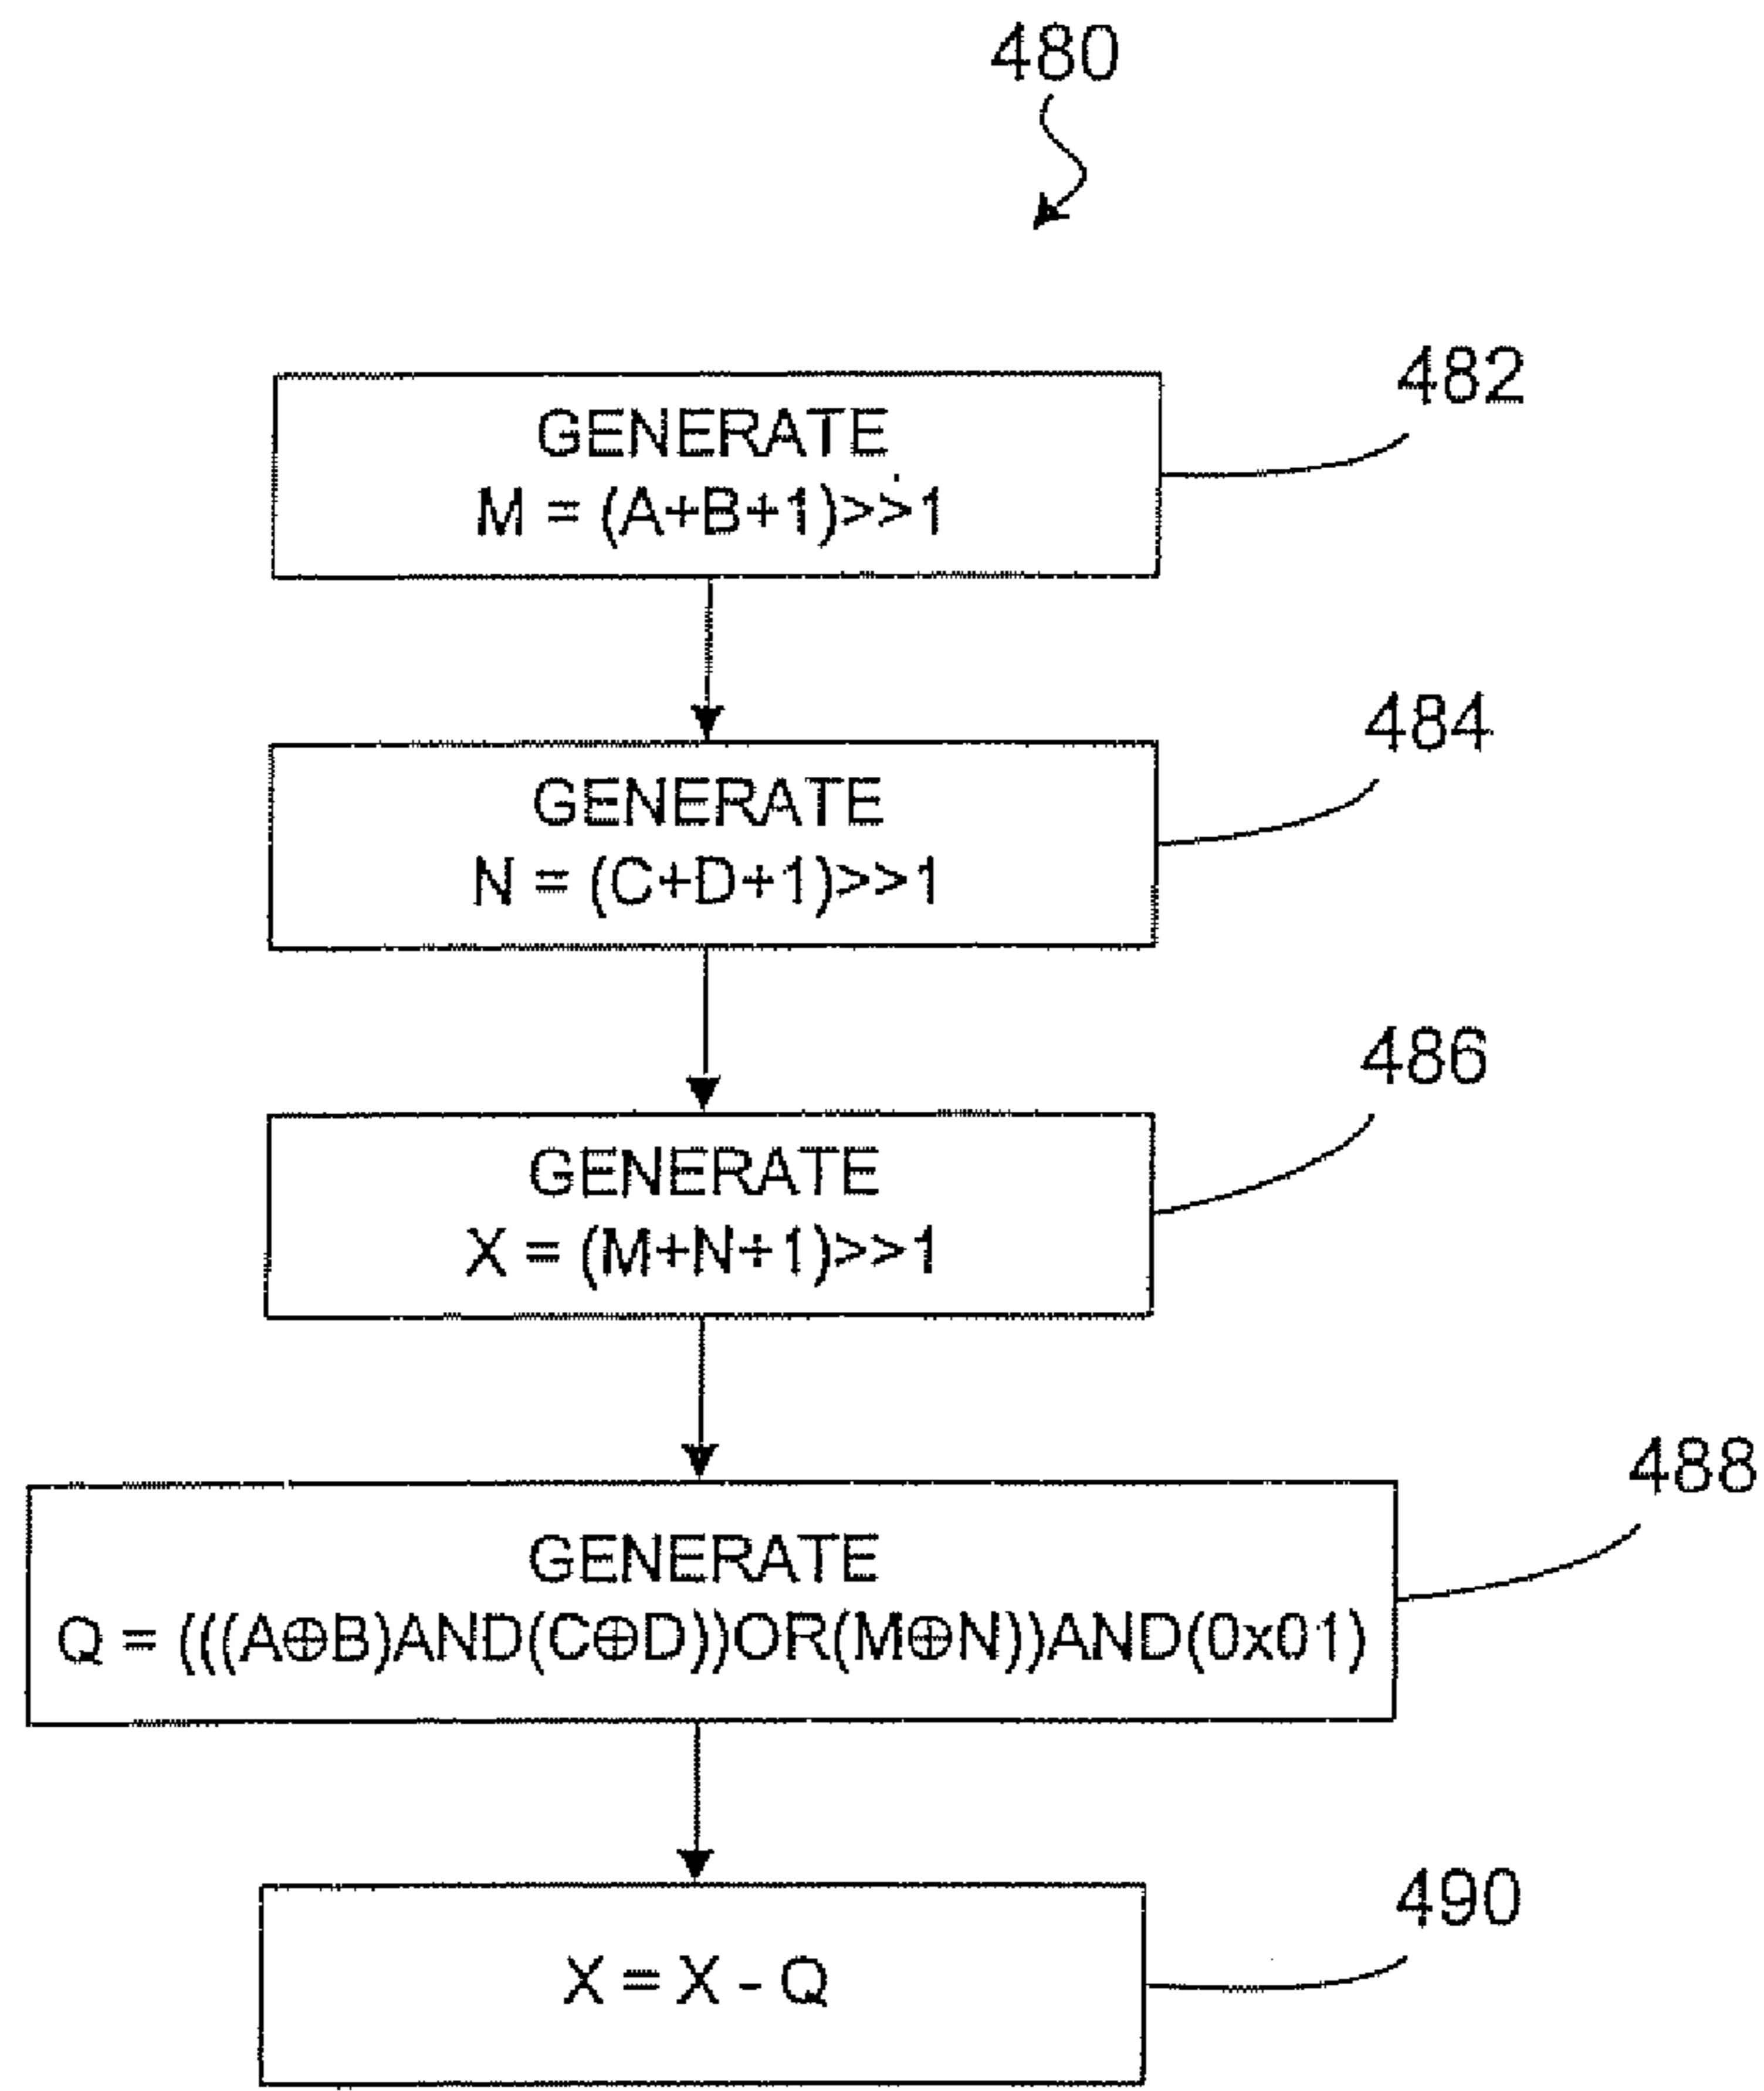 480
482
GENERATE
M = (A+B+1)>>1
484
GENERATE
N = (C+D+1)>>1
486
GENERATE
X = (M+N+1)>>1
488
GENERATE
Q = (((A⊕B)AND(C⊕D))OR(M⊕N))AND(0x01)
490
X = X - Q